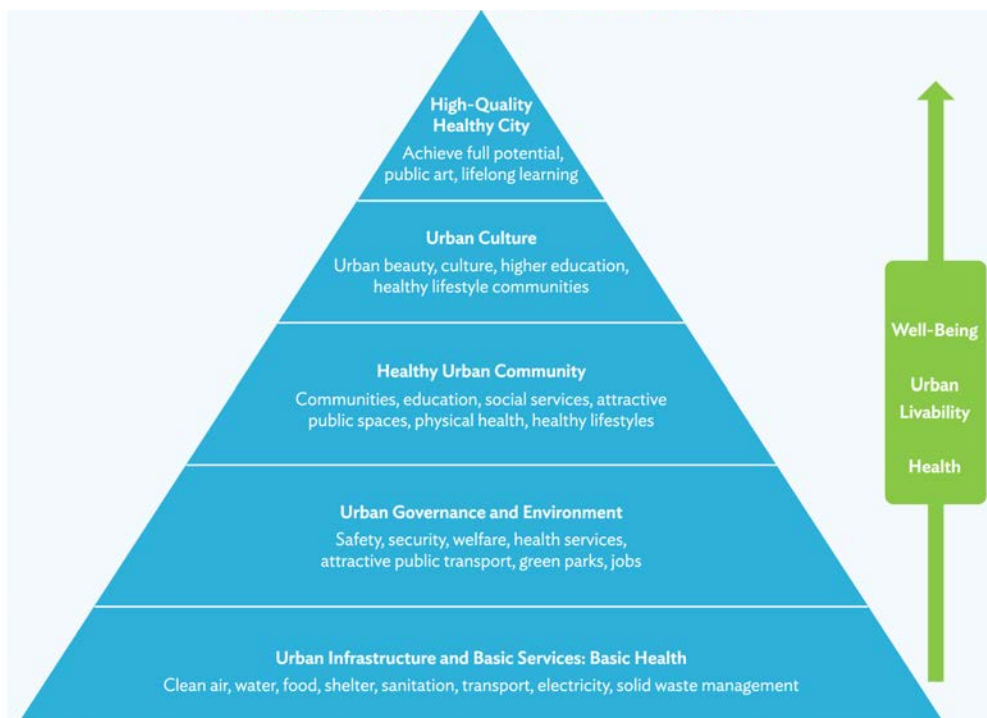 High-Quality
Healthy City
Achieve full potential,
public art, lifelong learning
Urban Culture
Urban beauty, culture, higher education,
healthy lifestyle communities
Healthy Urban Community
Communities, education, social services, attractive
public spaces, physical health, healthy lifestyles
Urban Governance and Environment
Safety, security, welfare, health services,
attractive public transport, green parks, jobs
Urban Infrastructure and Basic Services: Basic Health
Clean air, water, food, shelter, sanitation, transport, electricity, solid waste management
Well-Being
Urban
Livability
Health